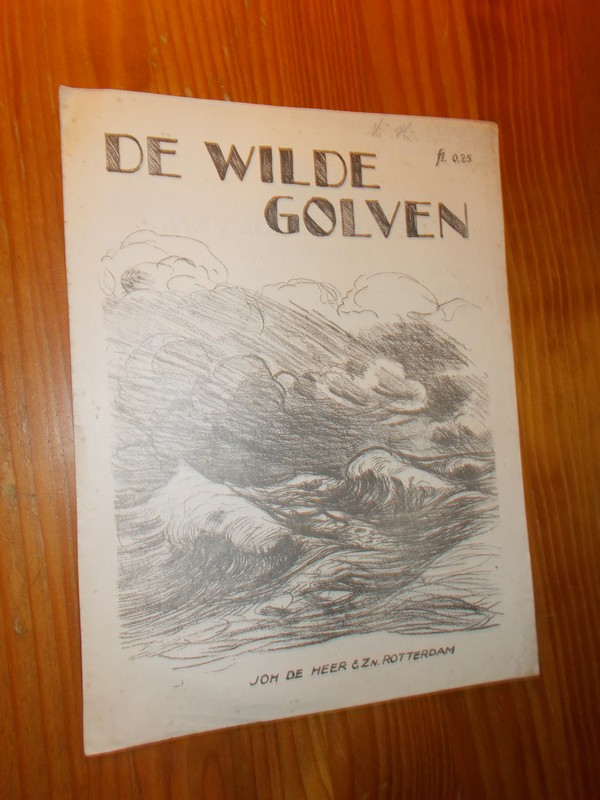 DE WILDE
fl. 0,25
GOLVEN
JOH DE HEER & ZN. ROTTERDAM